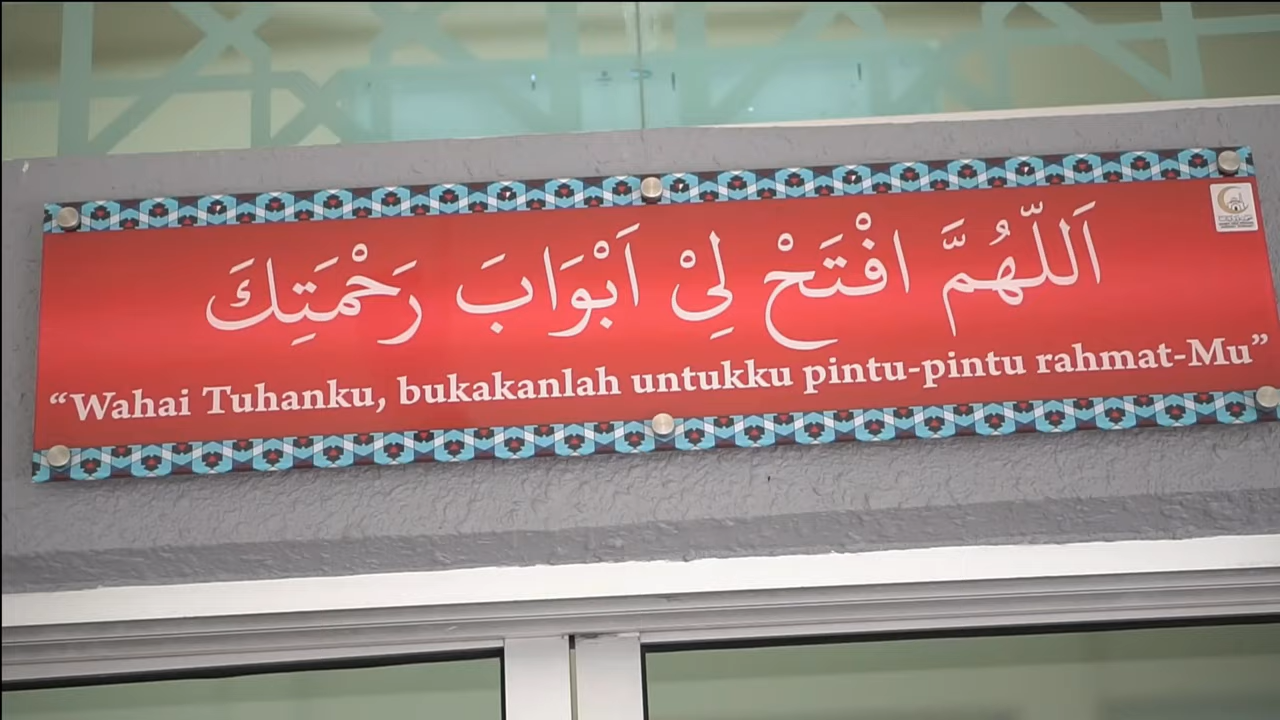 اَللّٰهُمَّ افْتَحْ لِيْ اَبْوَابَ رَحْمَتِكَ
“Wahai Tuhanku, bukakanlah untukku pintu-pintu rahmat-Mu”